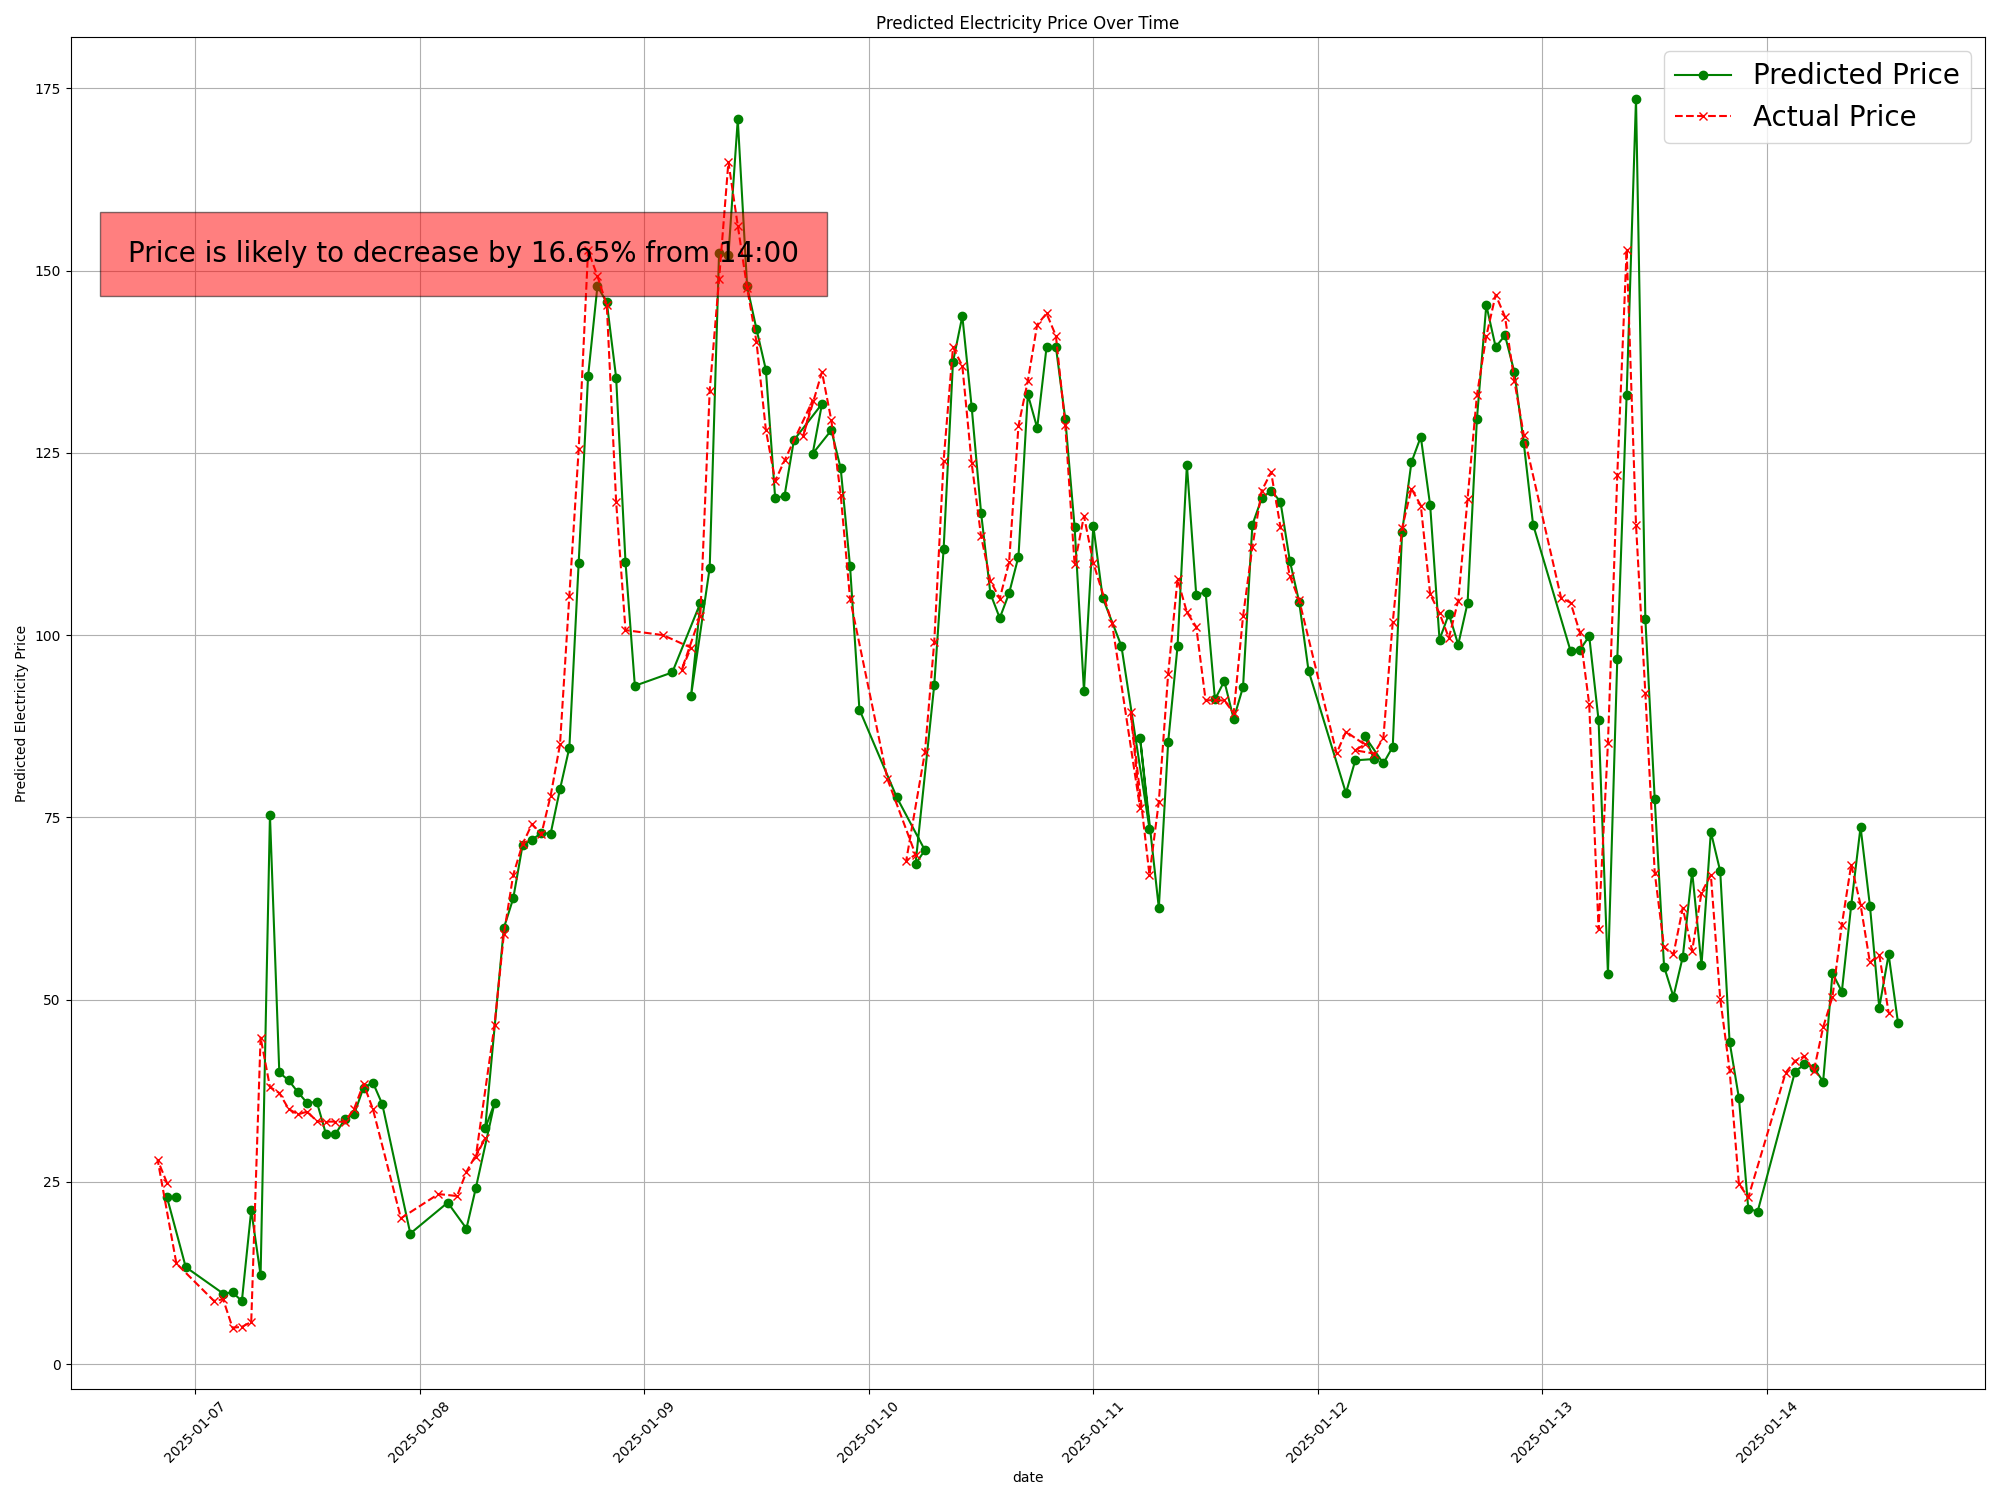 Predicted Electricity Price Over Time
Predicted Price
Actual Price
Price is likely to decrease by 16.65% from 14:00
Predicted Electricity Price
175
150
125
100
75
50
25
0
2025-01-07
2025-01-08
2025-01-09
2025-01-10
2025-01-11
2025-01-12
2025-01-13
2025-01-14
date